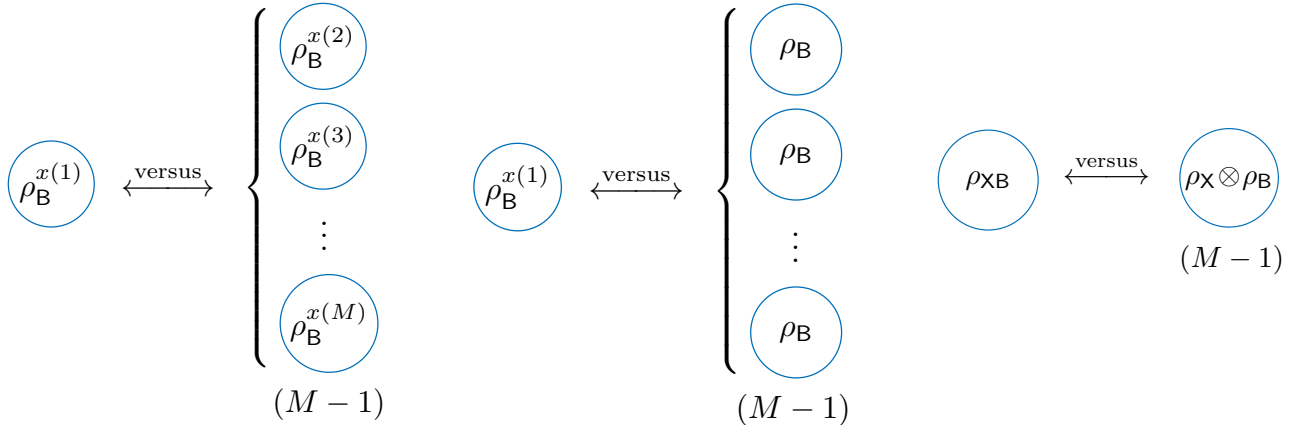 ρ_B^{x(1)}
versus
ρ_B^{x(2)}
ρ_B^{x(3)}
⋮
ρ_B^{x(M)}
(M − 1)
ρ_B^{x(1)}
versus
ρ_B
ρ_B
⋮
ρ_B
(M − 1)
ρ_{XB}
versus
ρ_X ⊗ ρ_B
(M − 1)